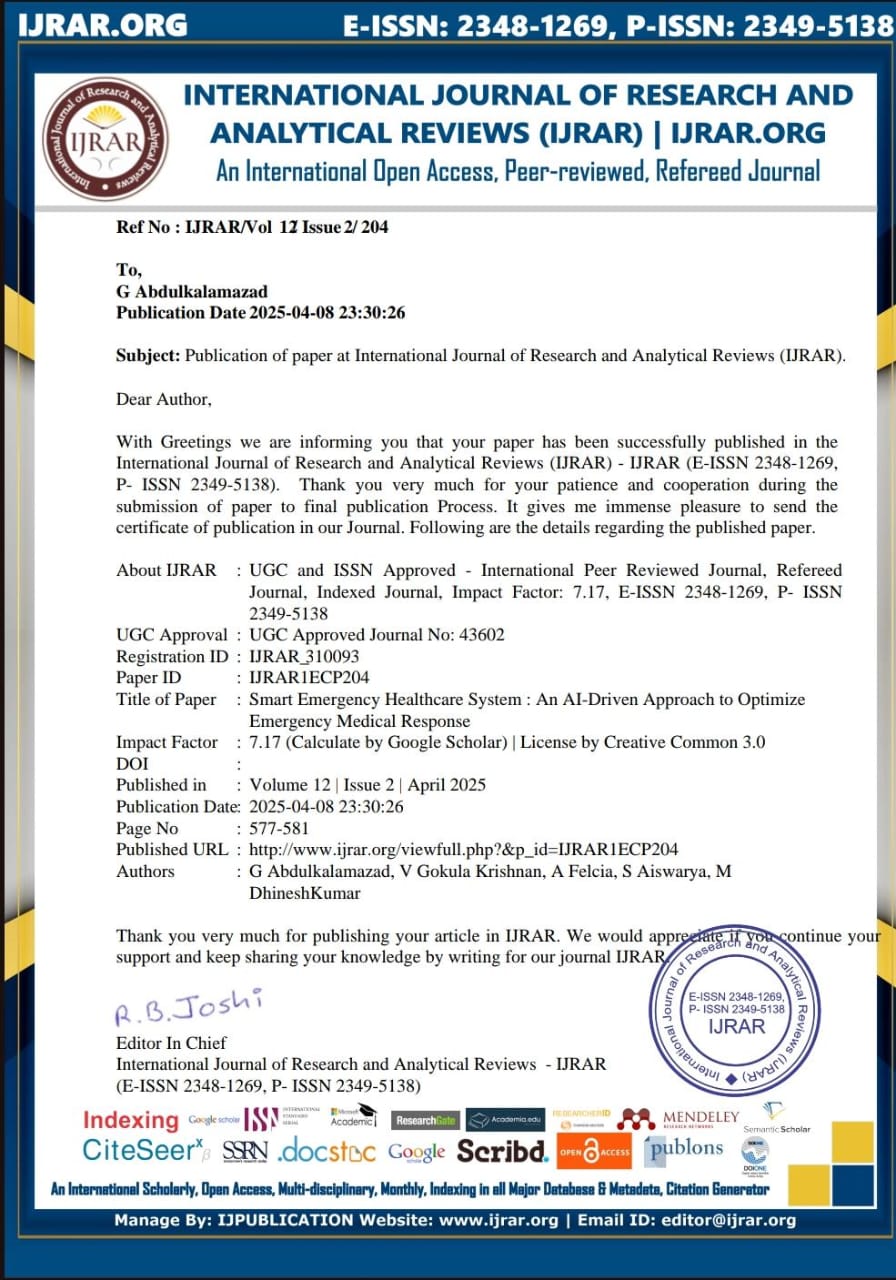 IJRAR.ORG E-ISSN: 2348-1269, P-ISSN: 2349-5138
International Journal of Research and Analytical Reviews
IJRAR
INTERNATIONAL JOURNAL OF RESEARCH AND
ANALYTICAL REVIEWS (IJRAR) | IJRAR.ORG
An International Open Access, Peer-reviewed, Refereed Journal
Ref No : IJRAR/Vol 12 Issue 2/ 204
To,
G Abdulkalamazad
Publication Date 2025-04-08 23:30:26
Subject: Publication of paper at International Journal of Research and Analytical Reviews (IJRAR).
Dear Author,
With Greetings we are informing you that your paper has been successfully published in the
International Journal of Research and Analytical Reviews (IJRAR) - IJRAR (E-ISSN 2348-1269,
P- ISSN 2349-5138). Thank you very much for your patience and cooperation during the
submission of paper to final publication Process. It gives me immense pleasure to send the
certificate of publication in our Journal. Following are the details regarding the published paper.
About IJRAR : UGC and ISSN Approved - International Peer Reviewed Journal, Refereed
Journal, Indexed Journal, Impact Factor: 7.17, E-ISSN 2348-1269, P- ISSN
2349-5138
UGC Approval : UGC Approved Journal No: 43602
Registration ID : IJRAR_310093
Paper ID : IJRAR1ECP204
Title of Paper : Smart Emergency Healthcare System : An AI-Driven Approach to Optimize
Emergency Medical Response
Impact Factor : 7.17 (Calculate by Google Scholar) | License by Creative Common 3.0
DOI :
Published in : Volume 12 | Issue 2 | April 2025
Publication Date: 2025-04-08 23:30:26
Page No : 577-581
Published URL : http://www.ijrar.org/viewfull.php?&p_id=IJRAR1ECP204
Authors : G Abdulkalamazad, V Gokula Krishnan, A Felcia, S Aiswarya, M
DhineshKumar
Thank you very much for publishing your article in IJRAR. We would appreciate if you continue your
support and keep sharing your knowledge by writing for our journal IJRAR.
R.B.Joshi
International Journal of Research and Analytical Reviews (IJRAR)
E-ISSN 2348-1269,
P- ISSN 2349-5138
IJRAR
Editor In Chief
International Journal of Research and Analytical Reviews - IJRAR
(E-ISSN 2348-1269, P- ISSN 2349-5138)
Indexing Google scholar ISSN INTERNATIONAL STANDARD SERIAL Microsoft Academic ResearchGate Academia.edu RESEARCHERID MENDELEY Semantic Scholar
CiteSeerxβ SSRN .docstoc Google Scribd. OPEN ACCESS publons DOIONE
An International Scholarly, Open Access, Multi-disciplinary, Monthly, Indexing in all Major Database & Metadata, Citation Generator
Manage By: IJPUBLICATION Website: www.ijrar.org | Email ID: editor@ijrar.org